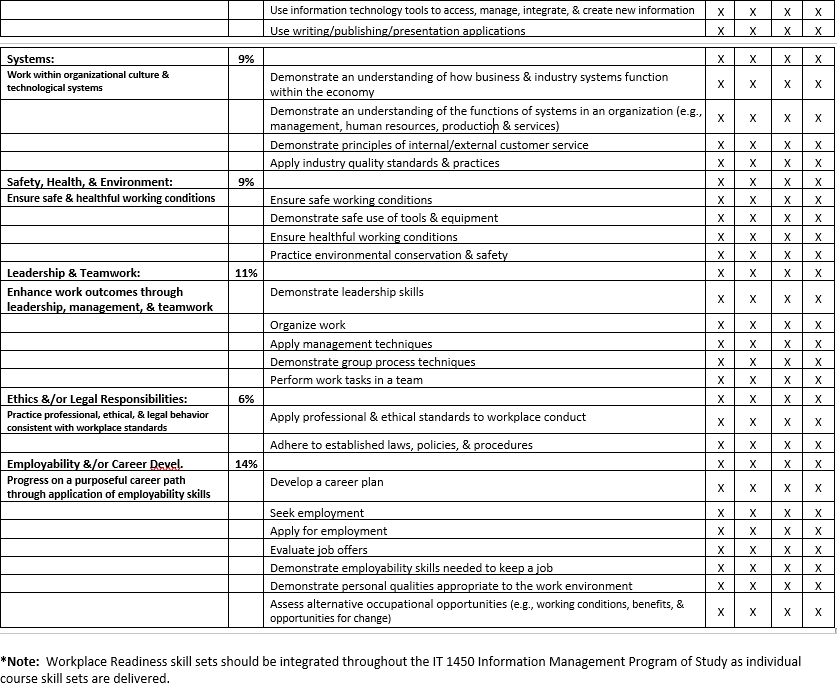 Use information technology tools to access, manage, integrate, & create new information X X X X
Use writing/publishing/presentation applications X X X X
Systems: 9% X X X X
Work within organizational culture &
technological systems
Demonstrate an understanding of how business & industry systems function
within the economy X X X X
Demonstrate an understanding of the functions of systems in an organization (e.g.,
management, human resources, production & services) X X X X
Demonstrate principles of internal/external customer service X X X X
Apply industry quality standards & practices X X X X
Safety, Health, & Environment: 9% X X X X
Ensure safe & healthful working conditions Ensure safe working conditions X X X X
Demonstrate safe use of tools & equipment X X X X
Ensure healthful working conditions X X X X
Practice environmental conservation & safety X X X X
Leadership & Teamwork: 11% X X X X
Enhance work outcomes through
leadership, management, & teamwork
Demonstrate leadership skills X X X X
Organize work X X X X
Apply management techniques X X X X
Demonstrate group process techniques X X X X
Perform work tasks in a team X X X X
Ethics &/or Legal Responsibilities: 6% X X X X
Practice professional, ethical, & legal behavior
consistent with workplace standards
Apply professional & ethical standards to workplace conduct X X X X
Adhere to established laws, policies, & procedures X X X X
Employability &/or Career Devel. 14% X X X X
Progress on a purposeful career path
through application of employability skills
Develop a career plan X X X X
Seek employment X X X X
Apply for employment X X X X
Evaluate job offers X X X X
Demonstrate employability skills needed to keep a job X X X X
Demonstrate personal qualities appropriate to the work environment X X X X
Assess alternative occupational opportunities (e.g., working conditions, benefits, &
opportunities for change) X X X X
*Note: Workplace Readiness skill sets should be integrated throughout the IT 1450 Information Management Program of Study as individual
course skill sets are delivered.